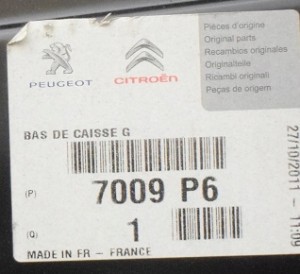 Pièces d'origine
Original parts
Recambios originales
Originalteile
Ricambi originali
Peças de origem
PEUGEOT
CITROËN
BAS DE CAISSE G
(P) 7009 P6
(Q) 1
MADE IN FR - FRANCE
27/10/2011 - 11:09